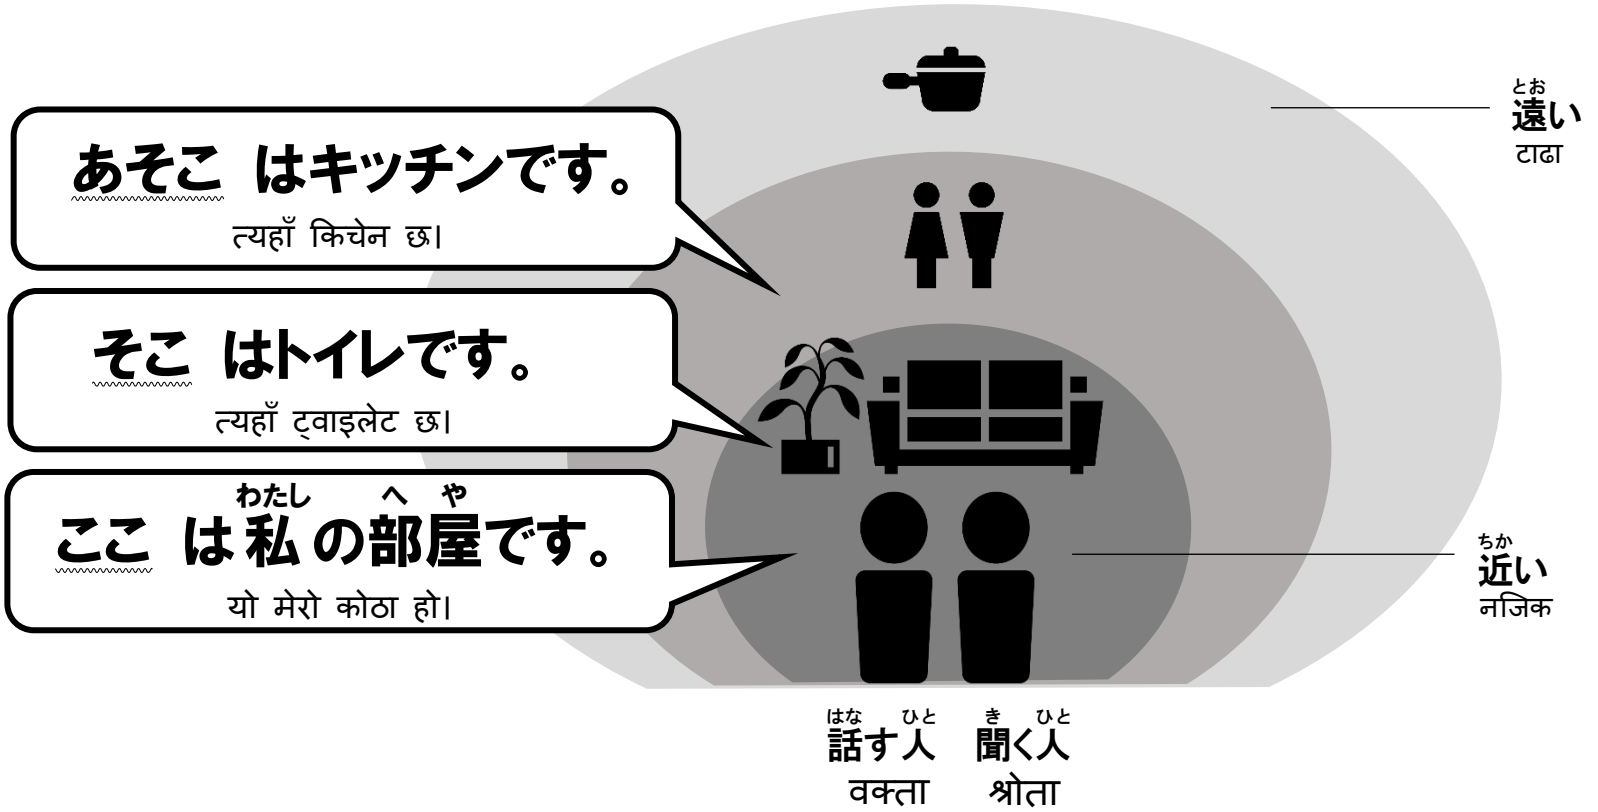 とお
遠い
टाढा
あそこ はキッチンです。
त्यहाँ किचेन छ।
そこ はトイレです。
त्यहाँ ट्वाइलेट छ।
わたし へ や
ここ は私の部屋です。
यो मेरो कोठा हो।
ちか
近い
नजिक
はな ひと き ひと
話す人 聞く人
वक्ता श्रोता